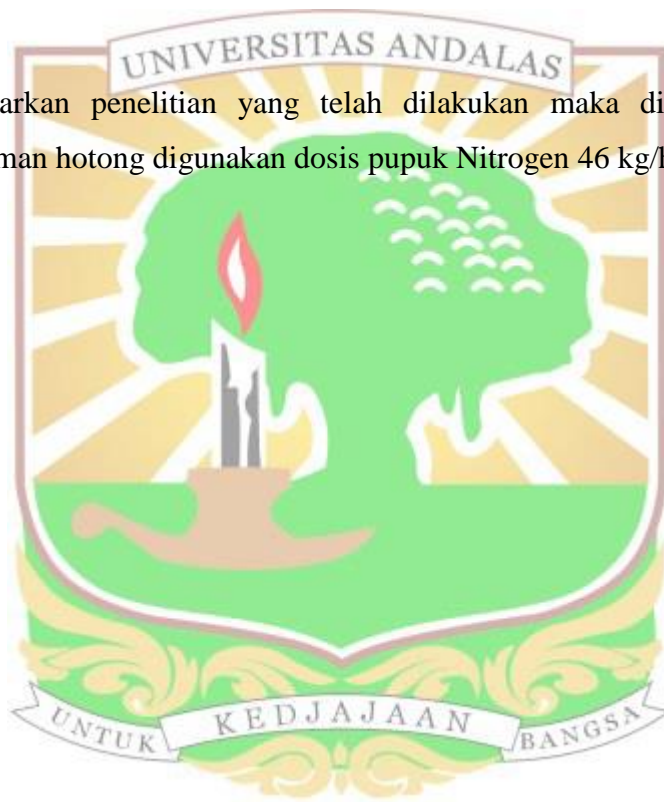 UNIVERSITAS ANDALAS
arkan penelitian yang telah dilakukan maka di
man hotong digunakan dosis pupuk Nitrogen 46 kg/h
UNTUK KEDJAJAAN BANGSA